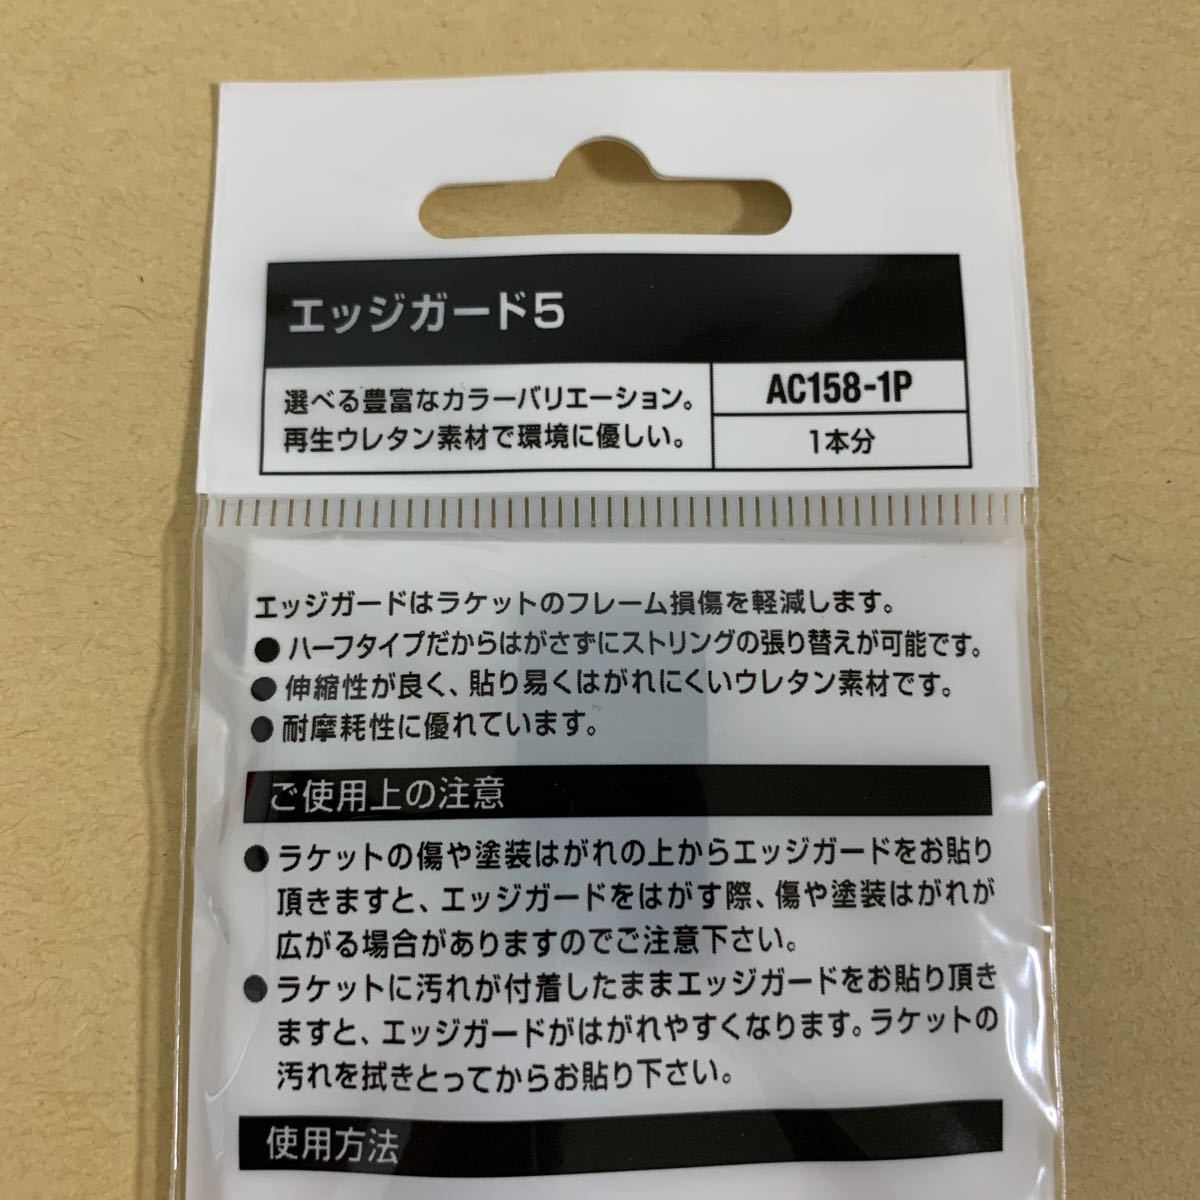 エッジガード5
選べる豊富なカラーバリエーション。
再生ウレタン素材で環境に優しい。
AC158-1P
1本分
エッジガードはラケットのフレーム損傷を軽減します。
● ハーフタイプだからはがさずにストリングの張り替えが可能です。
● 伸縮性が良く、貼り易くはがれにくいウレタン素材です。
● 耐摩耗性に優れています。
ご使用上の注意
● ラケットの傷や塗装はがれの上からエッジガードをお貼り
頂きますと、エッジガードをはがす際、傷や塗装はがれが
広がる場合がありますのでご注意下さい。
● ラケットに汚れが付着したままエッジガードをお貼り頂き
ますと、エッジガードがはがれやすくなります。ラケットの
汚れを拭きとってからお貼り下さい。
使用方法